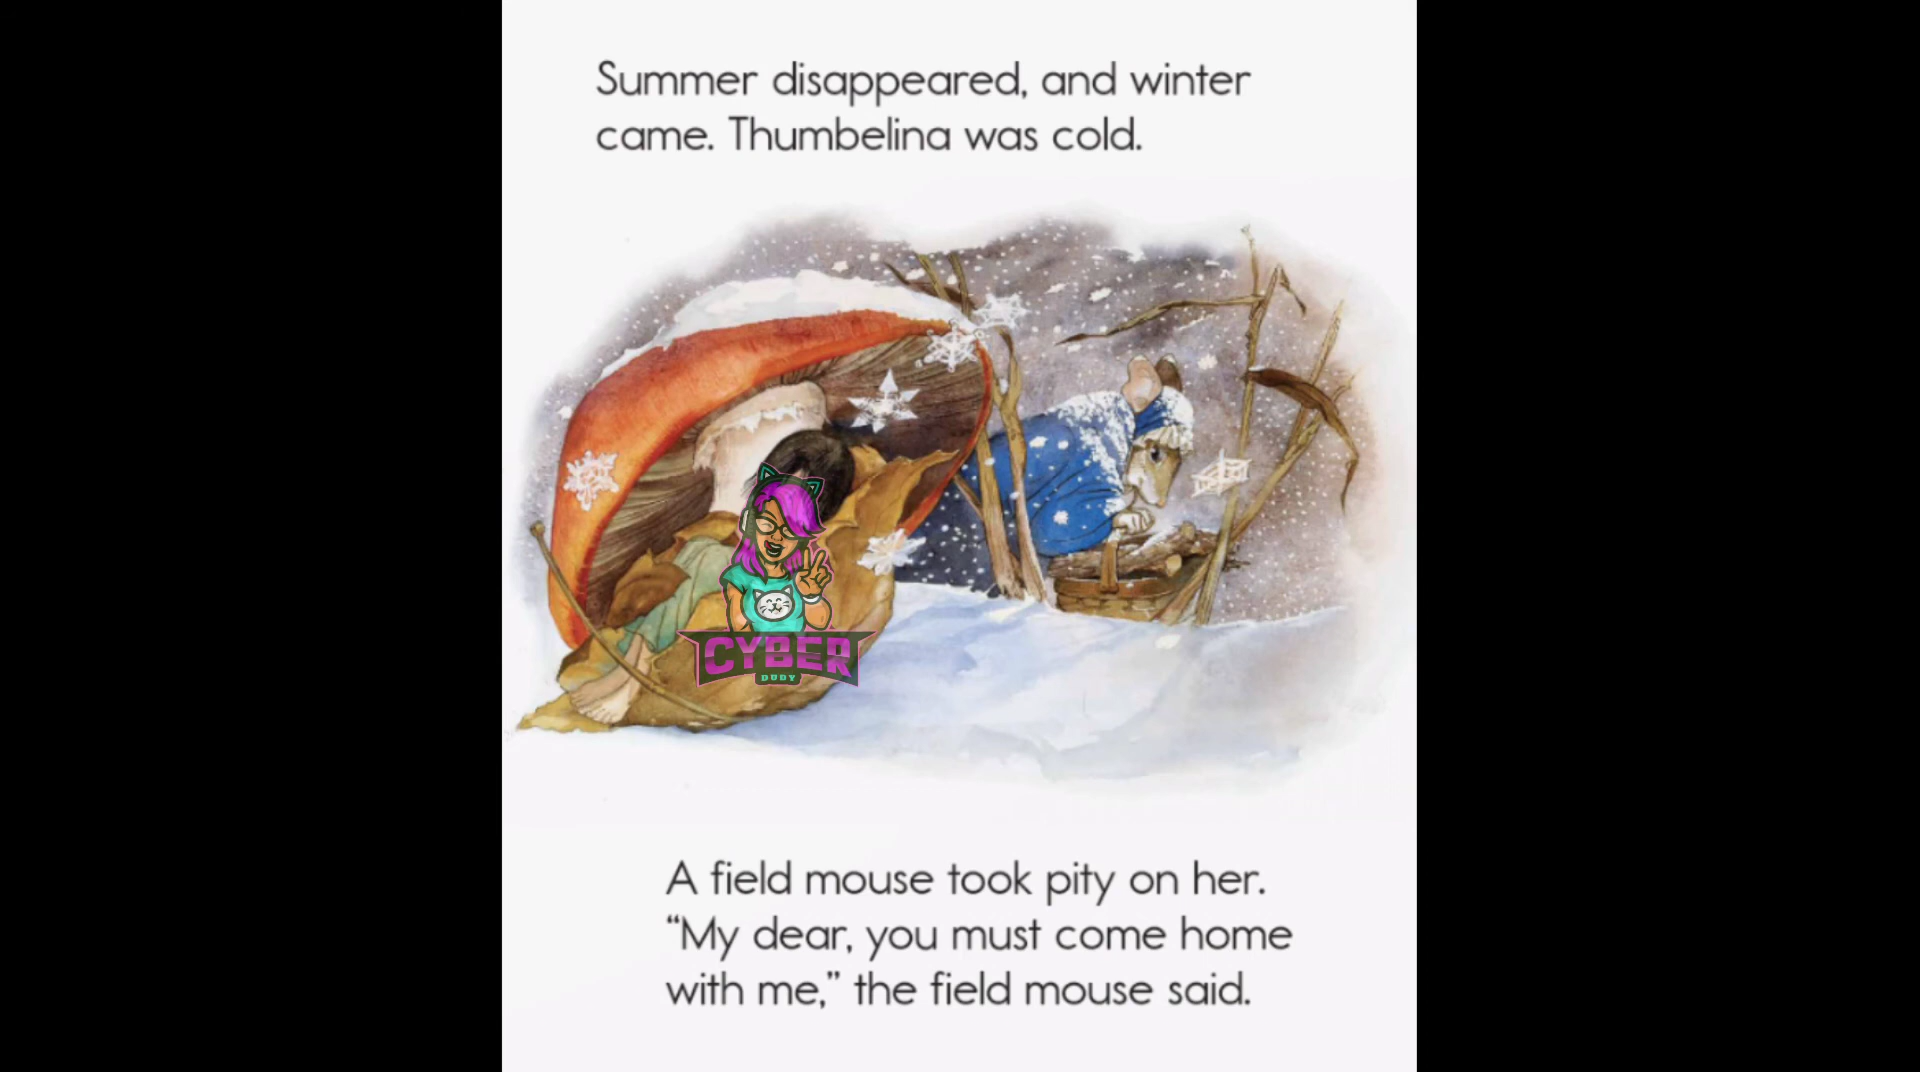 Summer disappeared, and winter
came. Thumbelina was cold.
CYBER
DUDY
A field mouse took pity on her.
“My dear, you must come home
with me,” the field mouse said.